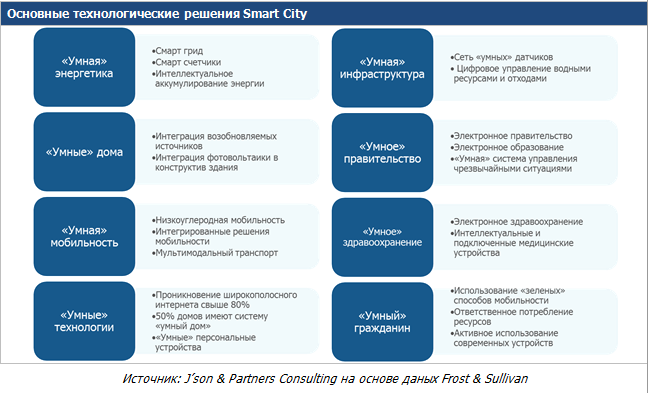 Основные технологические решения Smart City
«Умная»
энергетика
•Смарт грид
•Смарт счетчики
•Интеллектуальное
аккумулирование энергии
«Умная»
инфраструктура
•Сеть «умных» датчиков
• Цифровое управление водными
ресурсами и отходами
«Умные» дома
•Интеграция возобновляемых
источников
•Интеграция фотовольтаики в
конструктив здания
«Умное»
правительство
•Электронное правительство
•Электронное образование
•«Умная» система управления
чрезвычайными ситуациями
«Умная»
мобильность
•Низкоуглеродная мобильность
•Интегрированные решения
мобильности
•Мультимодальный транспорт
«Умное»
здравоохранение
•Электронное здравоохранение
•Интеллектуальные и
подключенные медицинские
устройства
«Умные»
технологии
•Проникновение широкополосного
интернета свыше 80%
•50% домов имеют систему
«умный дом»
•«Умные» персональные
устройства
«Умный»
гражданин
•Использование «зеленых»
способов мобильности
•Ответственное потребление
ресурсов
•Активное использование
современных устройств
Источник: J’son & Partners Consulting на основе даных Frost & Sullivan